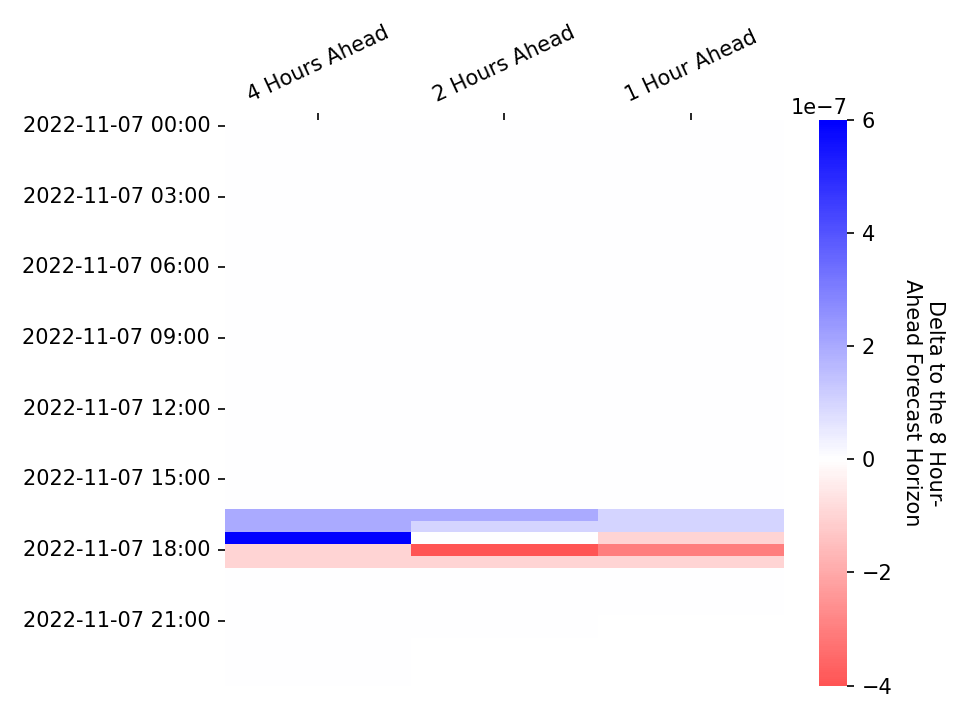 4 Hours Ahead
2 Hours Ahead
1 Hour Ahead
2022-11-07 00:00
2022-11-07 03:00
2022-11-07 06:00
2022-11-07 09:00
2022-11-07 12:00
2022-11-07 15:00
2022-11-07 18:00
2022-11-07 21:00
1e−7
6
4
2
0
−2
−4
Delta to the 8 Hour-
Ahead Forecast Horizon